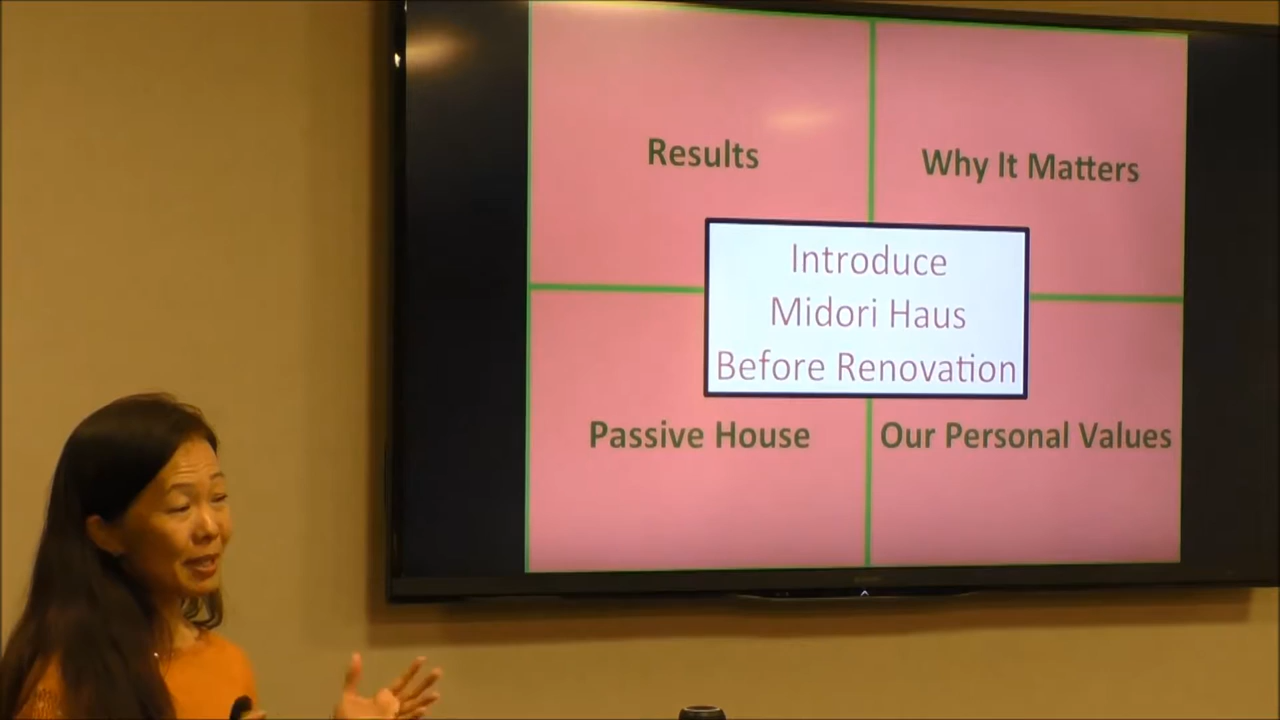 Results
Why It Matters
Introduce
Midori Haus
Before Renovation
Passive House
Our Personal Values